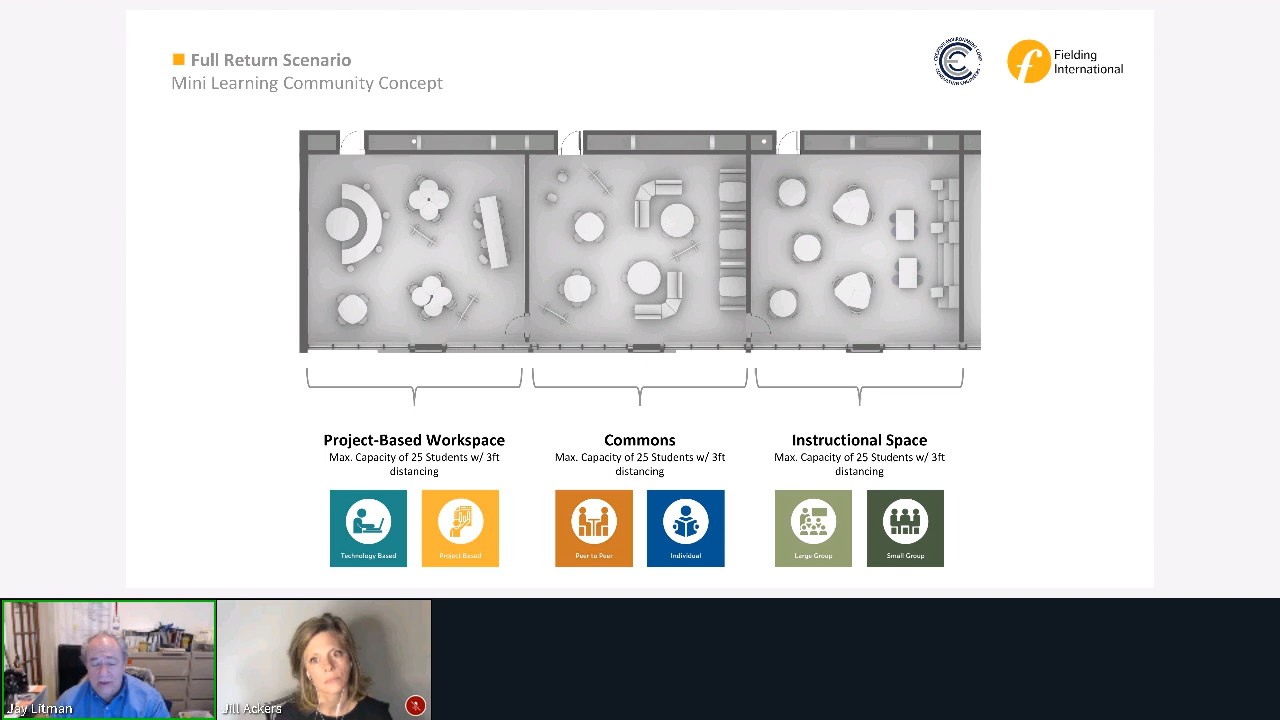 Full Return Scenario
Mini Learning Community Concept
Fielding
International
Project-Based Workspace
Max. Capacity of 25 Students w/ 3ft
distancing
Commons
Max. Capacity of 25 Students w/ 3ft
distancing
Instructional Space
Max. Capacity of 25 Students w/ 3ft
distancing
Technology Based
Project Based
Peer to Peer
Individual
Large Group
Small Group
Jay Litman
Jill Ackers